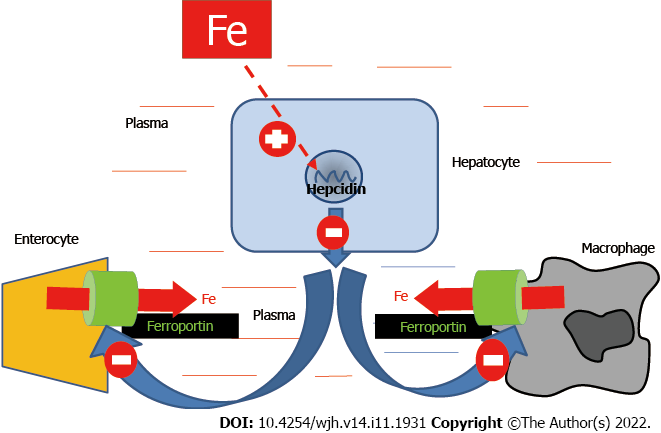 Fe
Plasma
Hepatocyte
Hepcidin
Enterocyte
Macrophage
Fe
Fe
Plasma
Ferroportin
Ferroportin
DOI: 10.4254/wjh.v14.i11.1931 Copyright ©The Author(s) 2022.